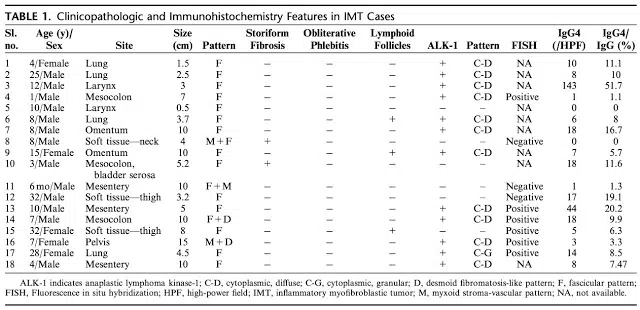 TABLE 1. Clinicopathologic and Immunohistochemistry Features in IMT Cases
Sl. no. Age (y)/Sex Site Size (cm) Pattern Storiform Fibrosis Obliterative Phlebitis Lymphoid Follicles ALK-1 Pattern FISH IgG4 (/HPF) IgG4/IgG (%)
1 4/Female Lung 1.5 F − − − + C-D NA 10 11.1
2 25/Male Lung 2.5 F − − − + C-D NA 8 10
3 12/Male Larynx 3 F − − − + C-D NA 143 51.7
4 1/Male Mesocolon 7 F − − − + C-D Positive 1 1.1
5 10/Male Larynx 0.5 F − − − − – NA 0 0
6 8/Male Lung 3.7 F − − + + C-D NA 6 8
7 8/Male Omentum 10 F − − − + C-D NA 18 16.7
8 8/Male Soft tissue—neck 4 M+F + − − − – Negative 0 0
9 15/Female Omentum 10 F − − + + C-D NA 7 5.7
10 3/Male Mesocolon, bladder serosa 5.2 F + − − − – NA 18 11.6
11 6 mo/Male Mesentery 10 F+M − − − − – Negative 1 1.3
12 32/Male Soft tissue—thigh 3.2 F − − − − – Negative 17 19.1
13 10/Male Mesentery 5 F − − − + C-D Positive 44 20.2
14 7/Male Mesocolon 10 F+D − − − + C-D Positive 18 9.9
15 32/Female Soft tissue—thigh 8 F − − + − – Positive 5 6.3
16 7/Female Pelvis 15 M+D − − − + C-D Positive 3 3.3
17 28/Female Lung 4.5 F − − − + C-G Positive 14 8.5
18 4/Male Mesentery 10 F − − − + C-D NA 8 7.47
ALK-1 indicates anaplastic lymphoma kinase-1; C-D, cytoplasmic, diffuse; C-G, cytoplasmic, granular; D, desmoid fibromatosis-like pattern; F, fascicular pattern;
FISH, Fluorescence in situ hybridization; HPF, high-power field; IMT, inflammatory myofibroblastic tumor; M, myxoid stroma-vascular pattern; NA, not available.